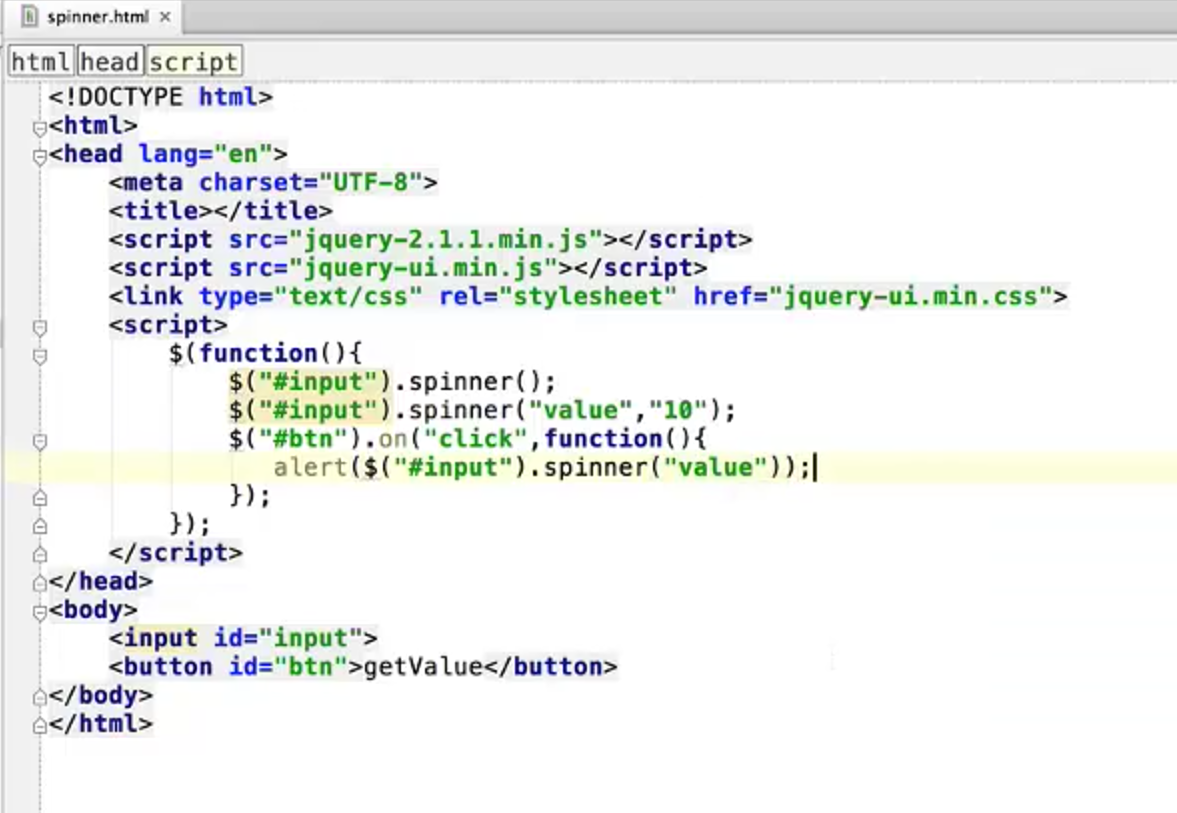 spinner.html
html head script
<!DOCTYPE html>
<html>
<head lang="en">
    <meta charset="UTF-8">
    <title></title>
    <script src="jquery-2.1.1.min.js"></script>
    <script src="jquery-ui.min.js"></script>
    <link type="text/css" rel="stylesheet" href="jquery-ui.min.css">
    <script>
        $(function(){
            $("#input").spinner();
            $("#input").spinner("value","10");
            $("#btn").on("click",function(){
               alert($("#input").spinner("value"));
            });
        });
    </script>
</head>
<body>
    <input id="input">
    <button id="btn">getValue</button>
</body>
</html>